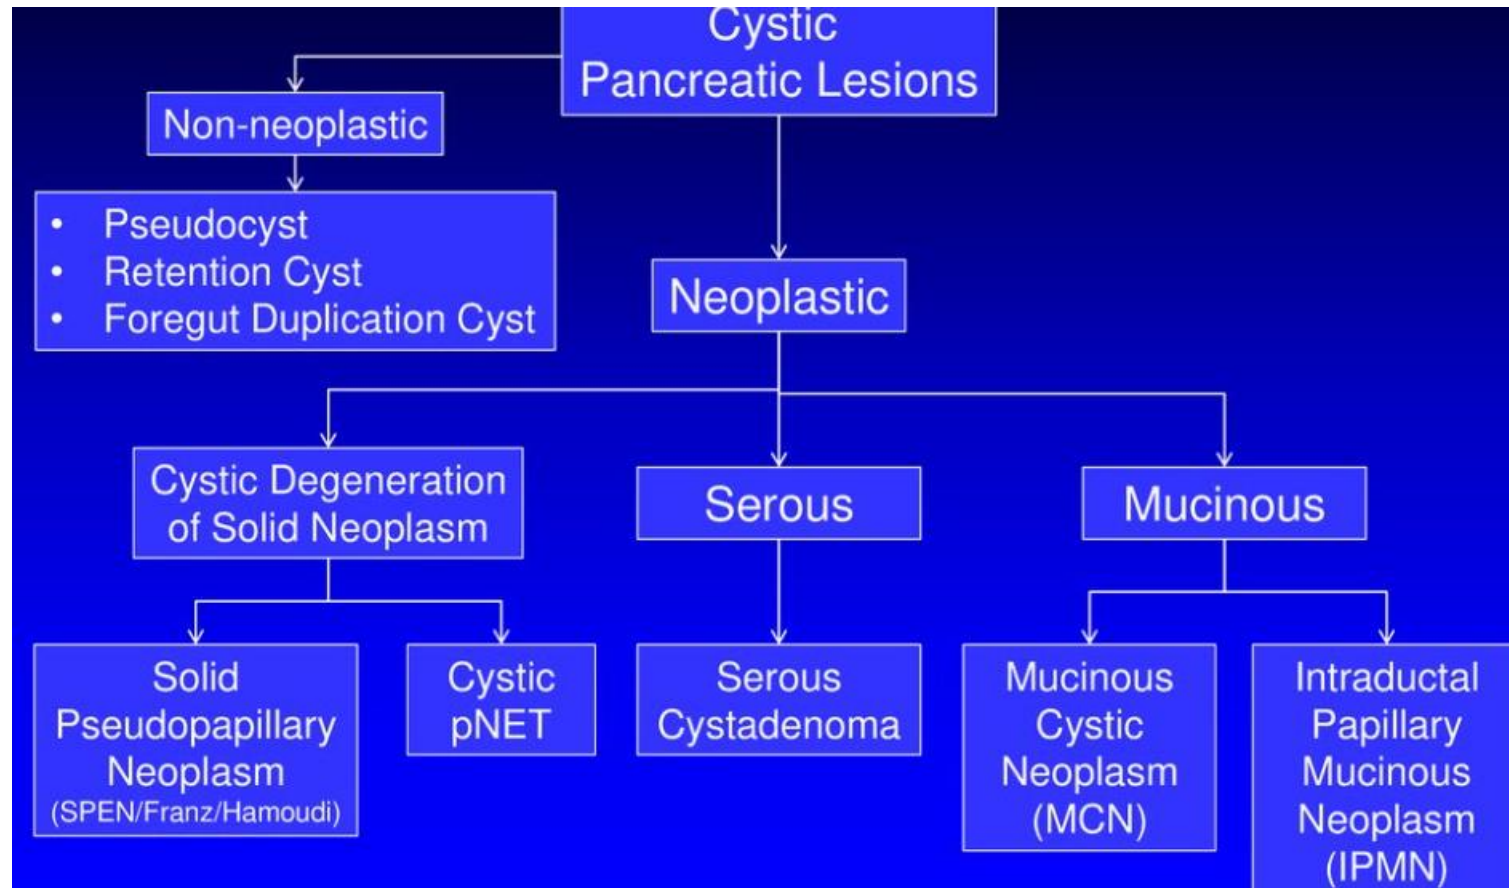 Cystic
Pancreatic Lesions
Non-neoplastic
• Pseudocyst
• Retention Cyst
• Foregut Duplication Cyst
Neoplastic
Cystic Degeneration
of Solid Neoplasm
Serous
Mucinous
Solid
Pseudopapillary
Neoplasm
(SPEN/Franz/Hamoudi)
Cystic
pNET
Serous
Cystadenoma
Mucinous
Cystic
Neoplasm
(MCN)
Intraductal
Papillary
Mucinous
Neoplasm
(IPMN)